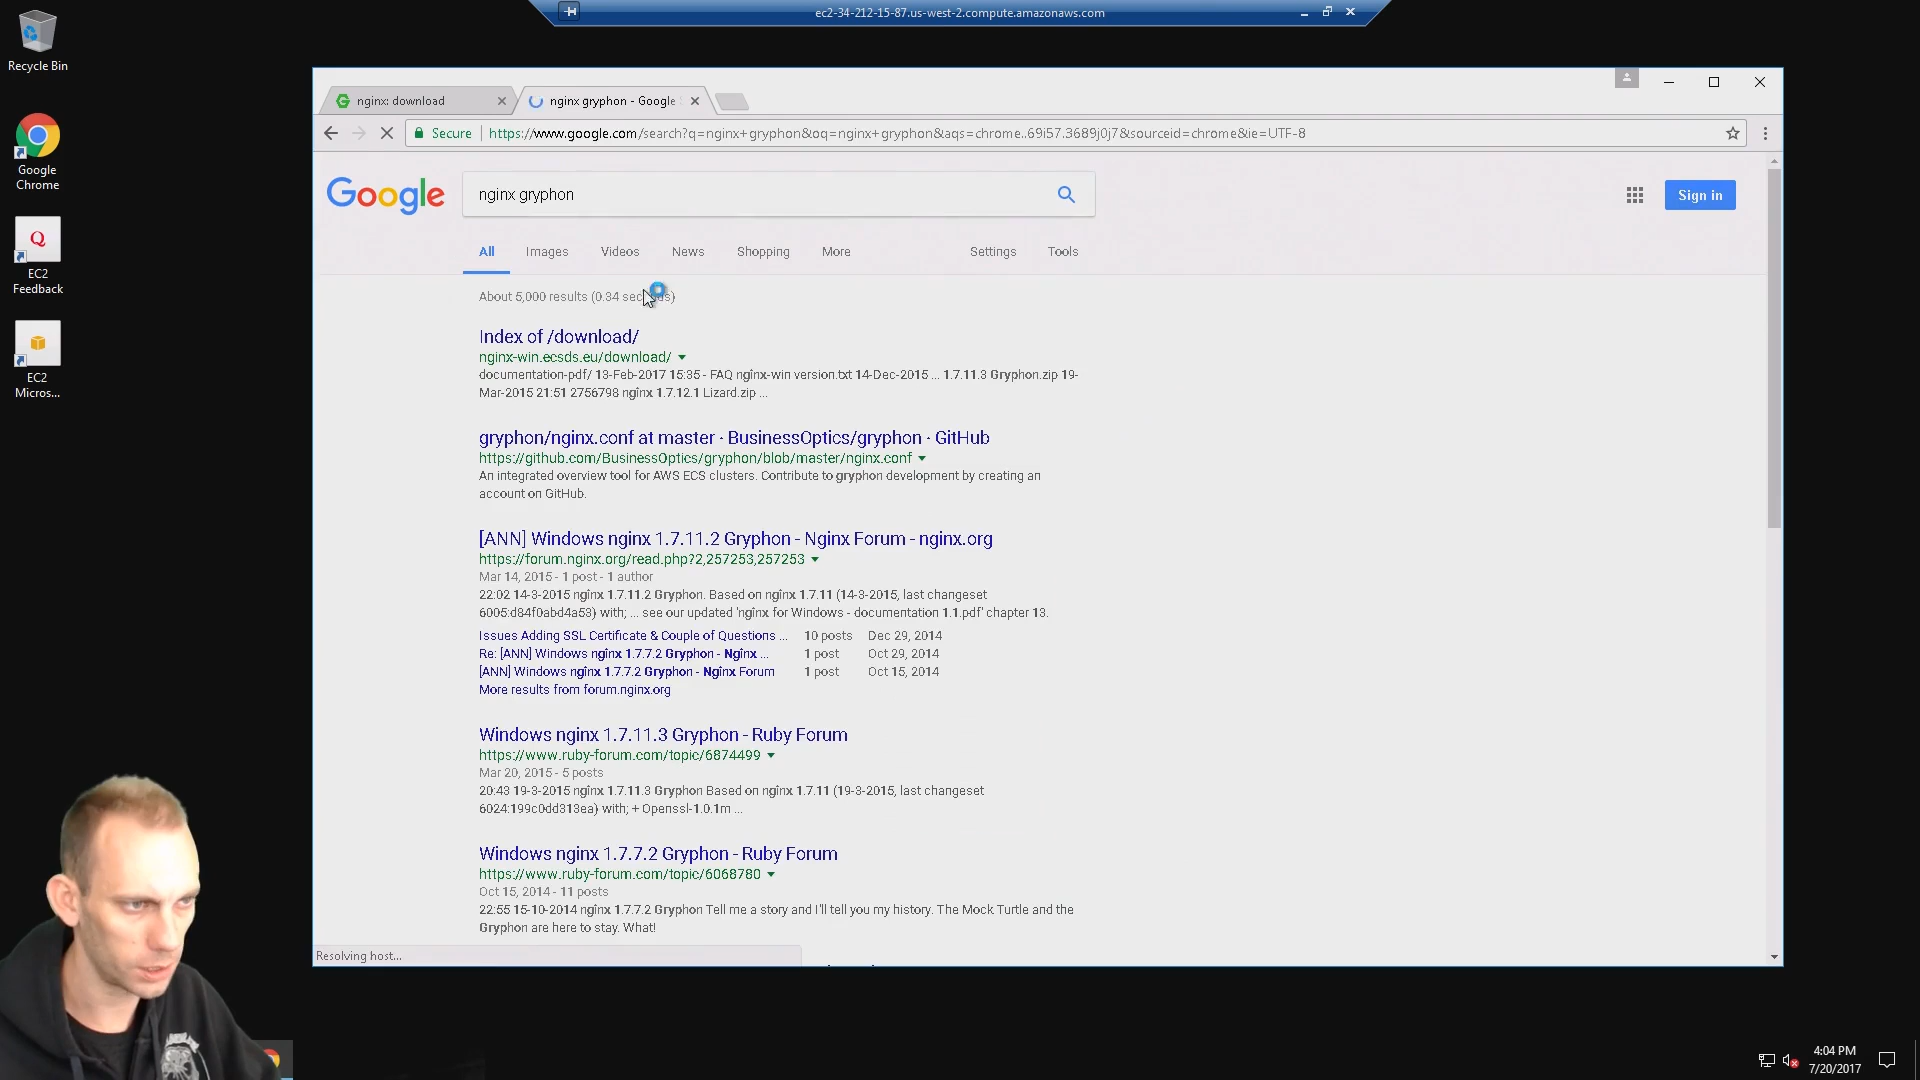 ec2-34-212-15-87.us-west-2.compute.amazonaws.com
Recycle Bin
Google
Chrome
EC2
Feedback
EC2
Micros...
nginx: download
nginx gryphon - Google
Secure
https://www.google.com/search?q=nginx+gryphon&oq=nginx+gryphon&aqs=chrome..69i57.3689j0j7&sourceid=chrome&ie=UTF-8
Google
nginx gryphon
Sign in
All Images Videos News Shopping More Settings Tools
About 5,000 results (0.34 seconds)
Index of /download/
nginx-win.ecsds.eu/download/
documentation-pdf/ 13-Feb-2017 15:35 - FAQ nginx-win version.txt 14-Dec-2015 ... 1.7.11.3 Gryphon.zip 19-
Mar-2015 21:51 2756798 nginx 1.7.12.1 Lizard.zip ...
gryphon/nginx.conf at master · BusinessOptics/gryphon · GitHub
https://github.com/BusinessOptics/gryphon/blob/master/nginx.conf
An integrated overview tool for AWS ECS clusters. Contribute to gryphon development by creating an
account on GitHub.
[ANN] Windows nginx 1.7.11.2 Gryphon - Nginx Forum - nginx.org
https://forum.nginx.org/read.php?2,257253,257253
Mar 14, 2015 - 1 post - 1 author
22:02 14-3-2015 nginx 1.7.11.2 Gryphon. Based on nginx 1.7.11 (14-3-2015, last changeset
6005:d84f0abd4a53) with; ... see our updated 'nginx for Windows - documentation 1.1.pdf' chapter 13.
Issues Adding SSL Certificate & Couple of Questions ... 10 posts Dec 29, 2014
Re: [ANN] Windows nginx 1.7.7.2 Gryphon - Nginx ... 1 post Oct 29, 2014
[ANN] Windows nginx 1.7.7.2 Gryphon - Nginx Forum 1 post Oct 15, 2014
More results from forum.nginx.org
Windows nginx 1.7.11.3 Gryphon - Ruby Forum
https://www.ruby-forum.com/topic/6874499
Mar 20, 2015 - 5 posts
20:43 19-3-2015 nginx 1.7.11.3 Gryphon Based on nginx 1.7.11 (19-3-2015, last changeset
6024:199c0dd313ea) with; + Openssl-1.0.1m ...
Windows nginx 1.7.7.2 Gryphon - Ruby Forum
https://www.ruby-forum.com/topic/6068780
Oct 15, 2014 - 11 posts
22:55 15-10-2014 nginx 1.7.7.2 Gryphon Tell me a story and I'll tell you my history. The Mock Turtle and the
Gryphon are here to stay. What!
Resolving host...
4:04 PM
7/20/2017